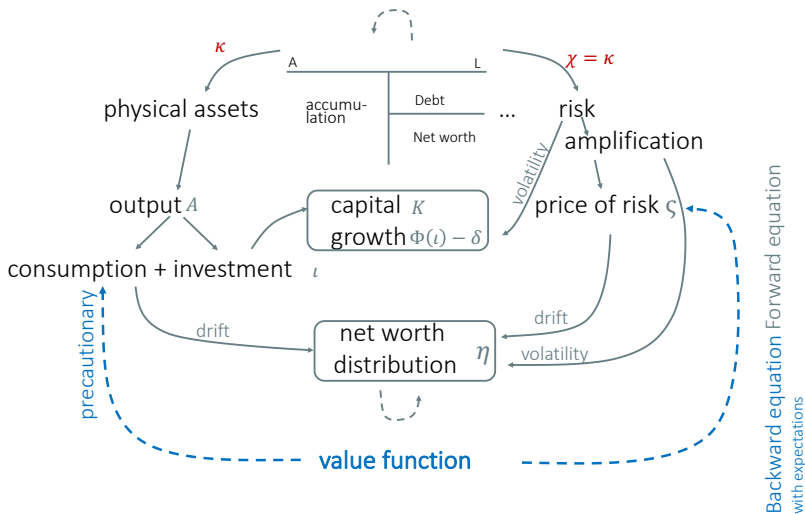 κ
χ = κ
A
L
physical assets
accumu-
lation
Debt
...
risk
Net worth
amplification
volatility
output A
capital K
growth Φ(ι) − δ
price of risk ς
consumption + investment ι
precautionary
drift
net worth
distribution η
drift
volatility
value function
Backward equation Forward equation
with expectations